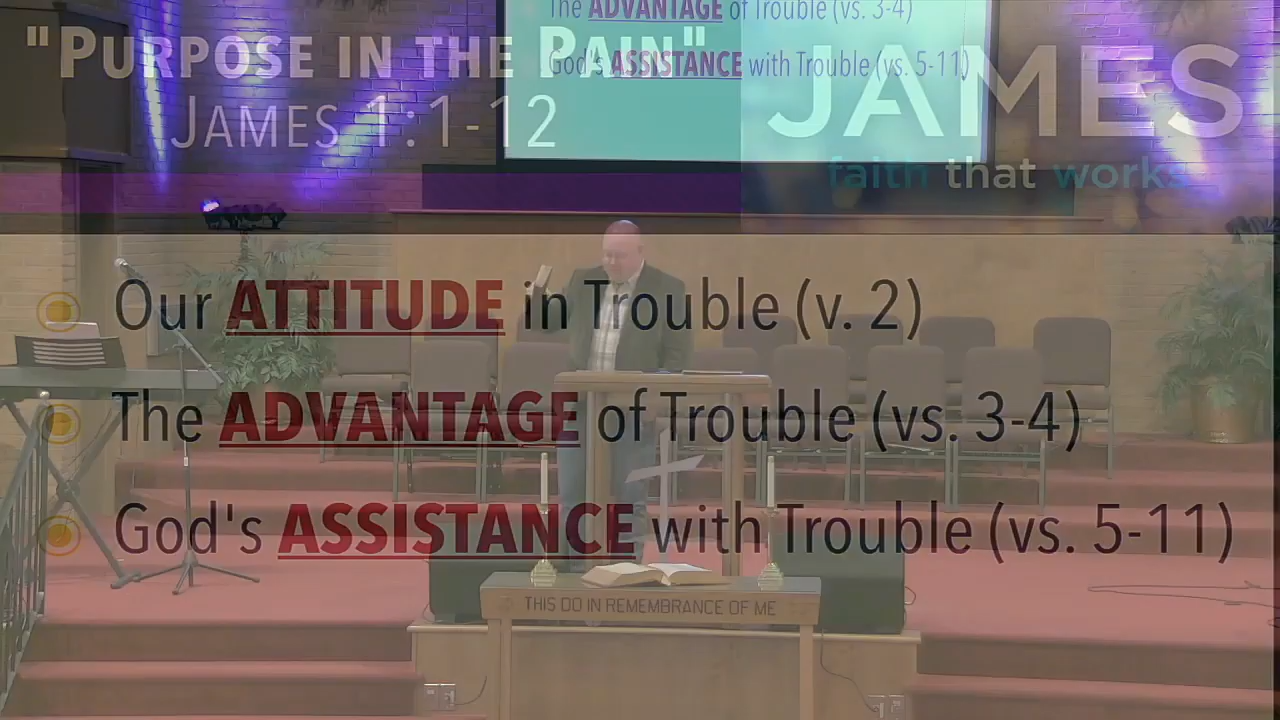 "PURPOSE IN THE PAIN"
JAMES 1:1-12
The ADVANTAGE of Trouble (vs. 3-4)
God's ASSISTANCE with Trouble (vs. 5-11)
JAMES
faith that works
Our ATTITUDE in Trouble (v. 2)
The ADVANTAGE of Trouble (vs. 3-4)
God's ASSISTANCE with Trouble (vs. 5-11)
THIS DO IN REMEMBRANCE OF ME